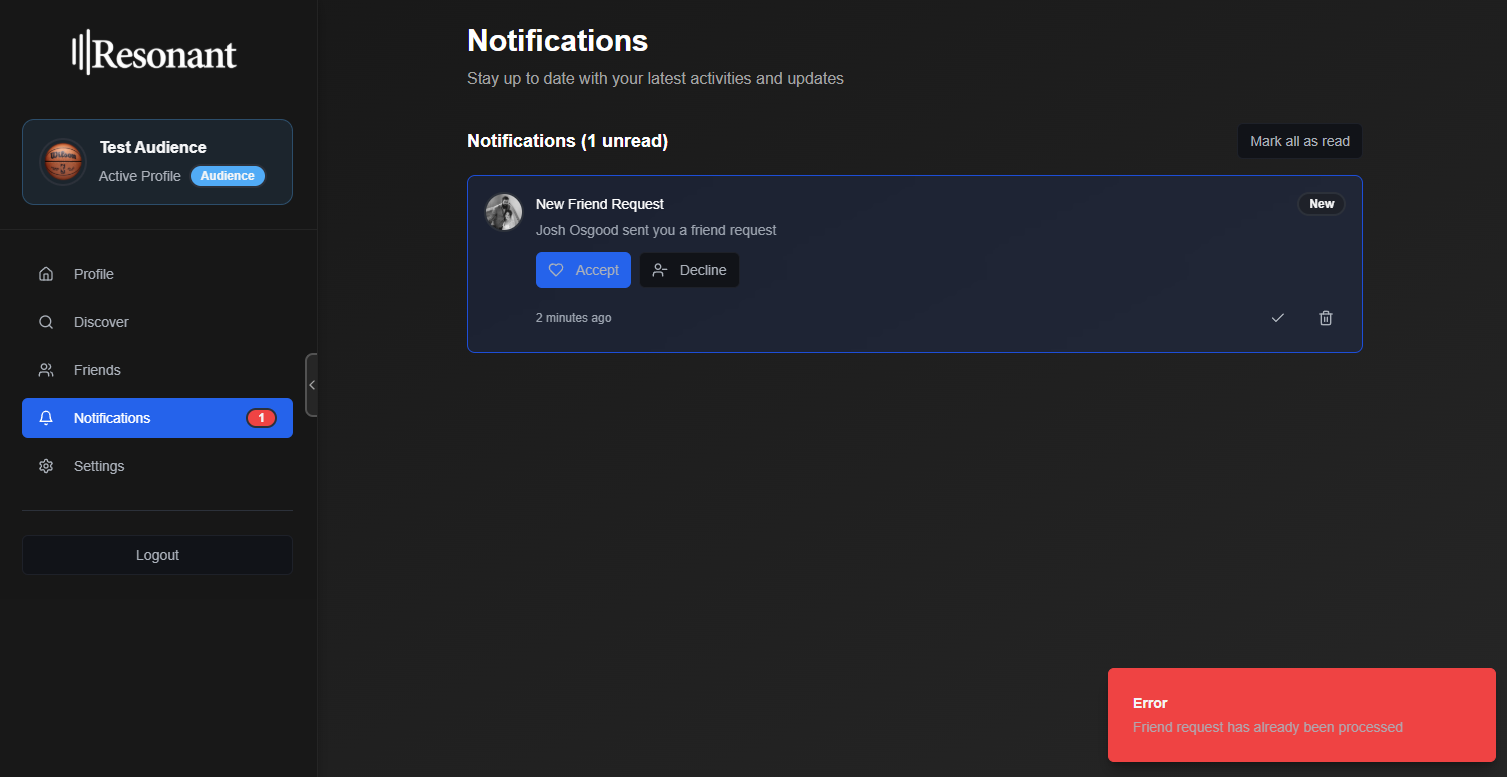 Resonant
Test Audience
Active Profile Audience
Profile
Discover
Friends
Notifications 1
Settings
Logout
Notifications
Stay up to date with your latest activities and updates
Notifications (1 unread)
Mark all as read
New Friend Request
New
Josh Osgood sent you a friend request
Accept Decline
2 minutes ago
Error
Friend request has already been processed